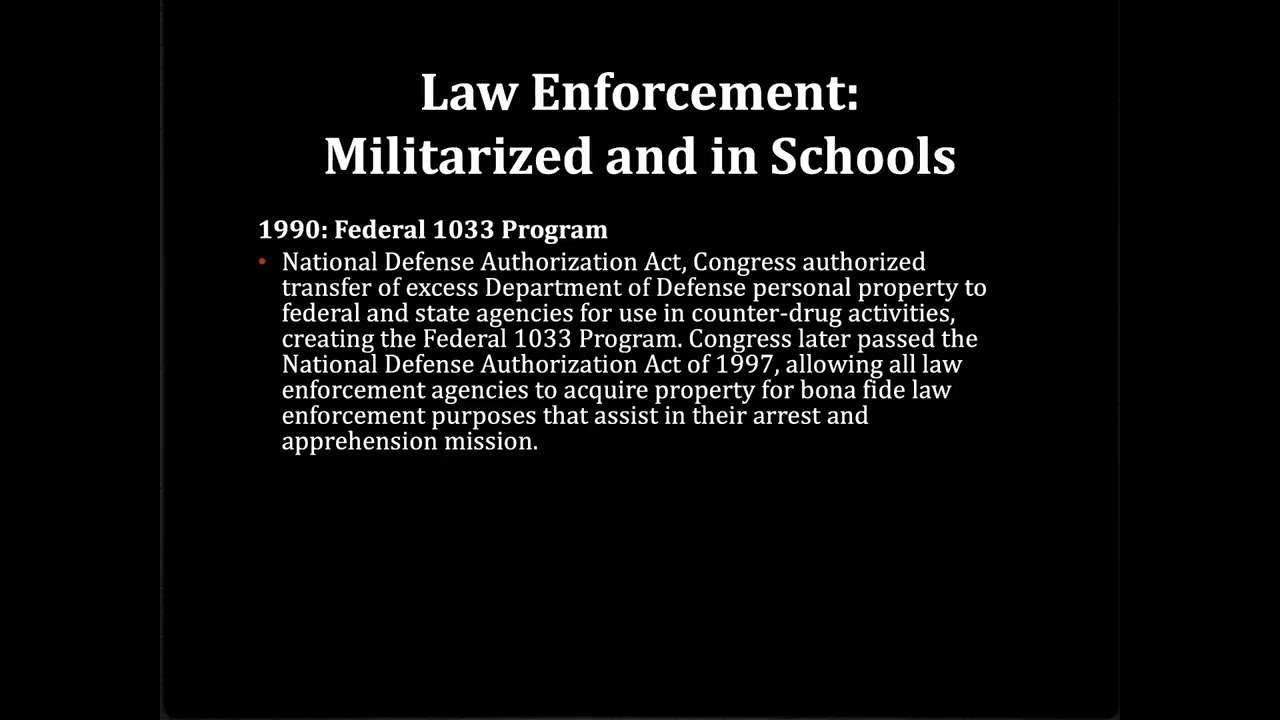 Law Enforcement:
Militarized and in Schools
1990: Federal 1033 Program
• National Defense Authorization Act, Congress authorized
transfer of excess Department of Defense personal property to
federal and state agencies for use in counter-drug activities,
creating the Federal 1033 Program. Congress later passed the
National Defense Authorization Act of 1997, allowing all law
enforcement agencies to acquire property for bona fide law
enforcement purposes that assist in their arrest and
apprehension mission.